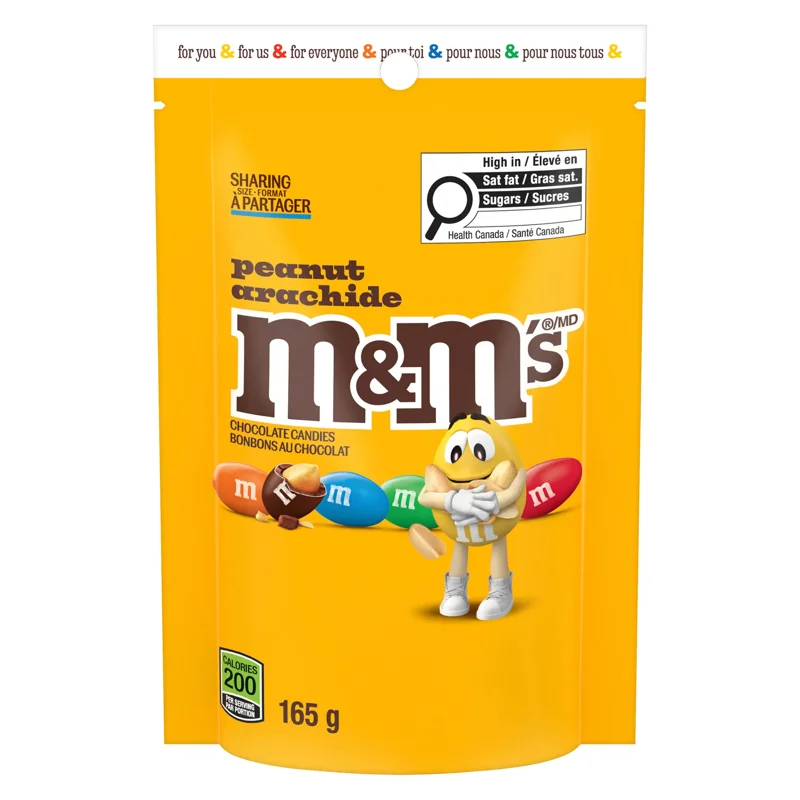 for you & for us & for everyone & pour toi & pour nous & pour nous tous &
High in / Élevé en
Sat fat / Gras sat.
Sugars / Sucres
Health Canada / Santé Canada
SHARING
SIZE · FORMAT
À PARTAGER
peanut
arachide
m&m's ®/MD
CHOCOLATE CANDIES
BONBONS AU CHOCOLAT
m m m m m
m
CALORIES
200
PER SERVING
PAR PORTION
165 g